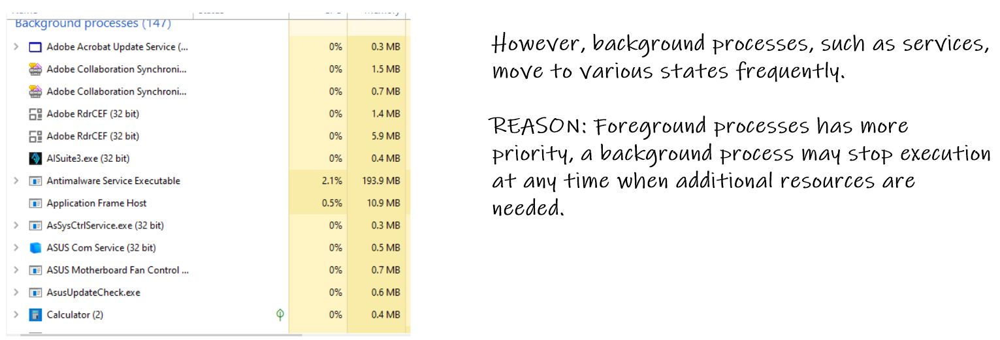 Name Status CPU Memory
Background processes (147)
Adobe Acrobat Update Service (... 0% 0.3 MB
Adobe Collaboration Synchroni... 0% 1.5 MB
Adobe Collaboration Synchroni... 0% 0.7 MB
Adobe RdrCEF (32 bit) 0% 1.4 MB
Adobe RdrCEF (32 bit) 0% 5.9 MB
AISuite3.exe (32 bit) 0% 0.4 MB
Antimalware Service Executable 2.1% 193.9 MB
Application Frame Host 0.5% 10.9 MB
AsSysCtrlService.exe (32 bit) 0% 0.3 MB
ASUS Com Service (32 bit) 0% 0.5 MB
ASUS Motherboard Fan Control ... 0% 0.7 MB
AsusUpdateCheck.exe 0% 0.6 MB
Calculator (2) 0% 0.4 MB
However, background processes, such as services,
move to various states frequently.
REASON: Foreground processes has more
priority, a background process may stop execution
at any time when additional resources are
needed.